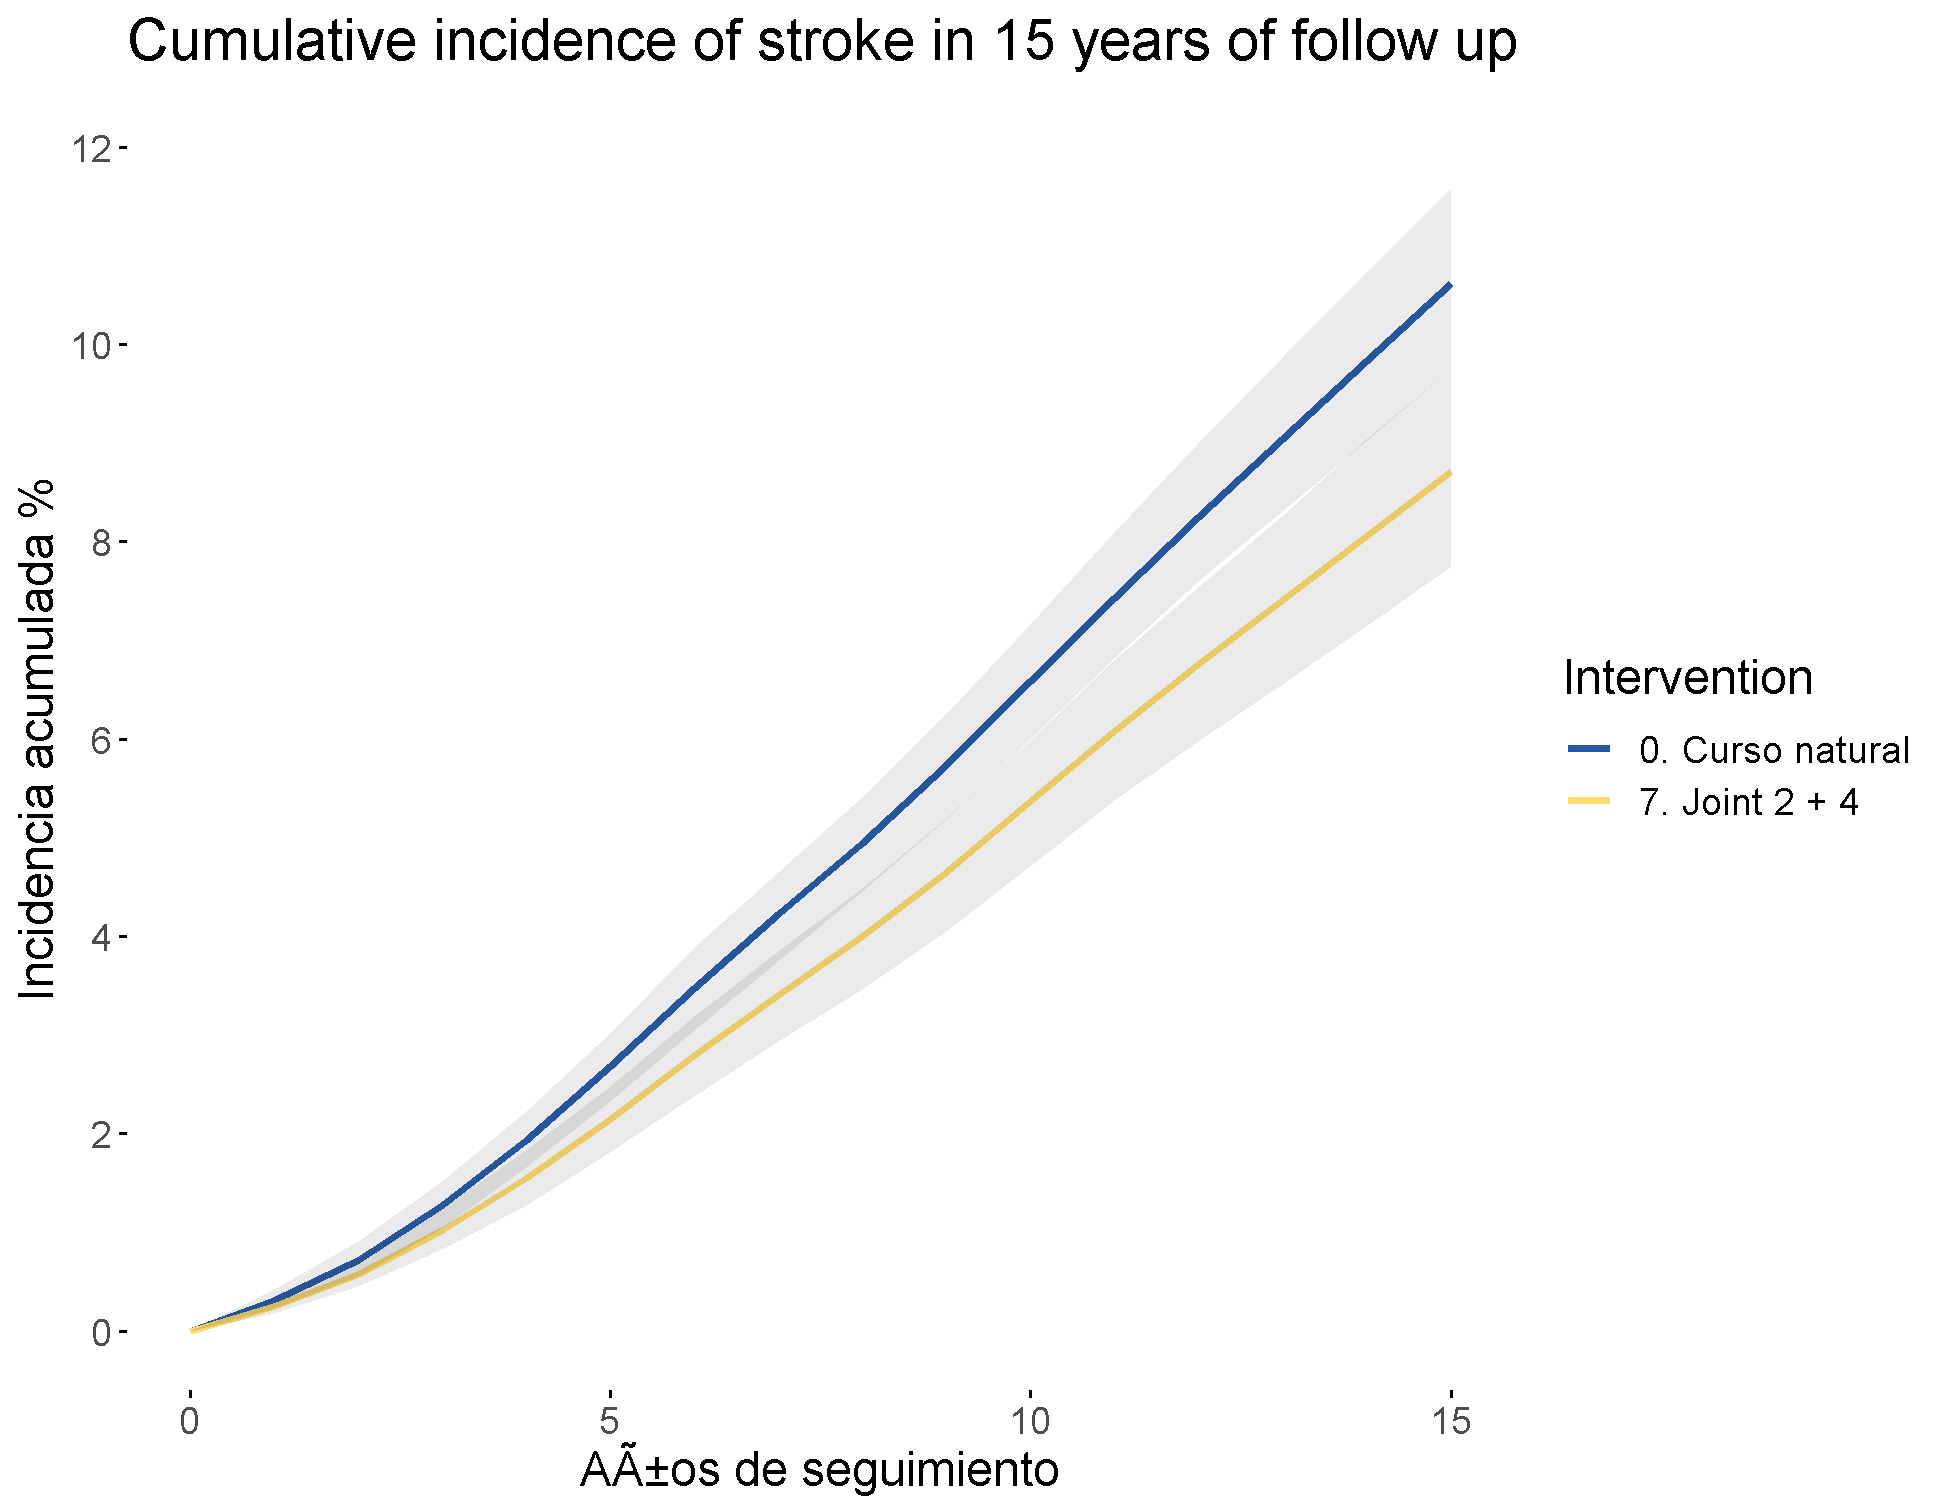 Cumulative incidence of stroke in 15 years of follow up
12
10
8
6
4
2
0
Incidencia acumulada %
0 5 10 15
AÃ±os de seguimiento
Intervention
0. Curso natural
7. Joint 2 + 4